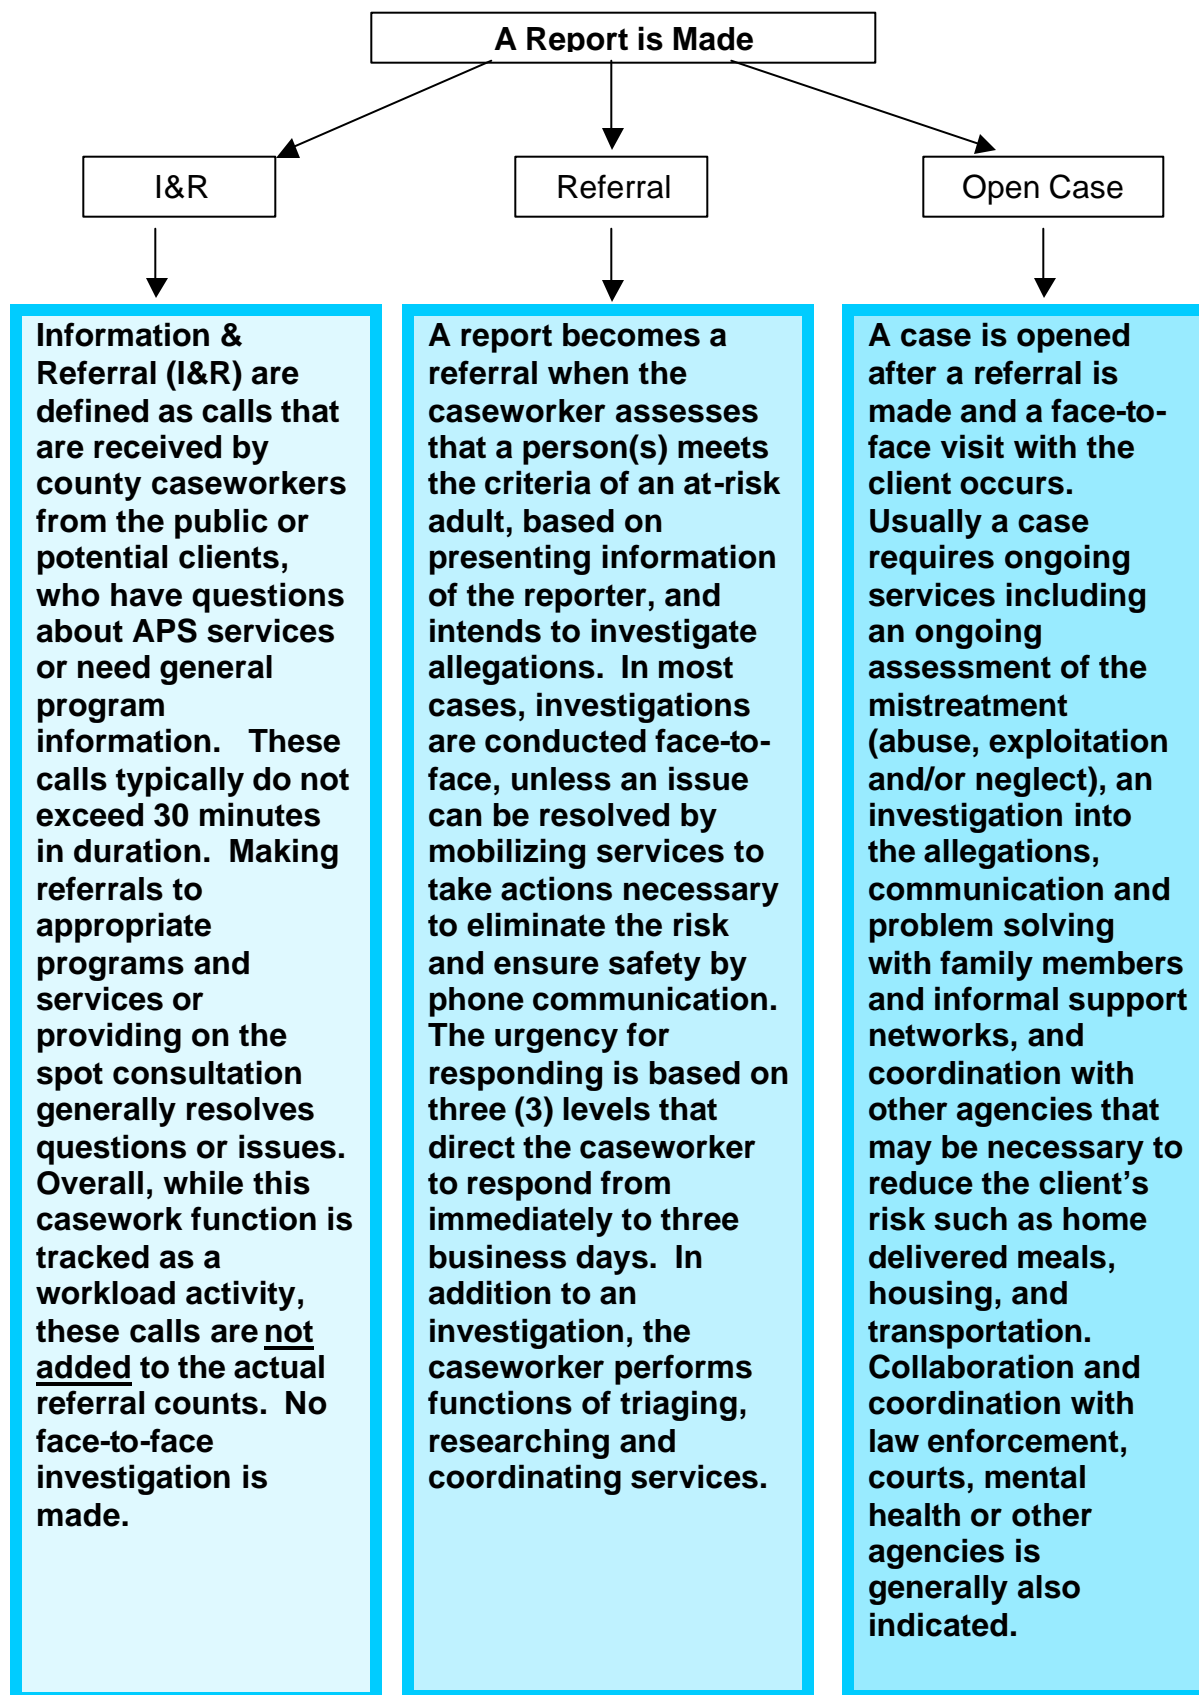 A Report is Made
I&R
Referral
Open Case
Information &
Referral (I&R) are
defined as calls that
are received by
county caseworkers
from the public or
potential clients,
who have questions
about APS services
or need general
program
information. These
calls typically do not
exceed 30 minutes
in duration. Making
referrals to
appropriate
programs and
services or
providing on the
spot consultation
generally resolves
questions or issues.
Overall, while this
casework function is
tracked as a
workload activity,
these calls are not
added to the actual
referral counts. No
face-to-face
investigation is
made.
A report becomes a
referral when the
caseworker assesses
that a person(s) meets
the criteria of an at-risk
adult, based on
presenting information
of the reporter, and
intends to investigate
allegations. In most
cases, investigations
are conducted face-to-
face, unless an issue
can be resolved by
mobilizing services to
take actions necessary
to eliminate the risk
and ensure safety by
phone communication.
The urgency for
responding is based on
three (3) levels that
direct the caseworker
to respond from
immediately to three
business days. In
addition to an
investigation, the
caseworker performs
functions of triaging,
researching and
coordinating services.
A case is opened
after a referral is
made and a face-to-
face visit with the
client occurs.
Usually a case
requires ongoing
services including
an ongoing
assessment of the
mistreatment
(abuse, exploitation
and/or neglect), an
investigation into
the allegations,
communication and
problem solving
with family members
and informal support
networks, and
coordination with
other agencies that
may be necessary to
reduce the client's
risk such as home
delivered meals,
housing, and
transportation.
Collaboration and
coordination with
law enforcement,
courts, mental
health or other
agencies is
generally also
indicated.